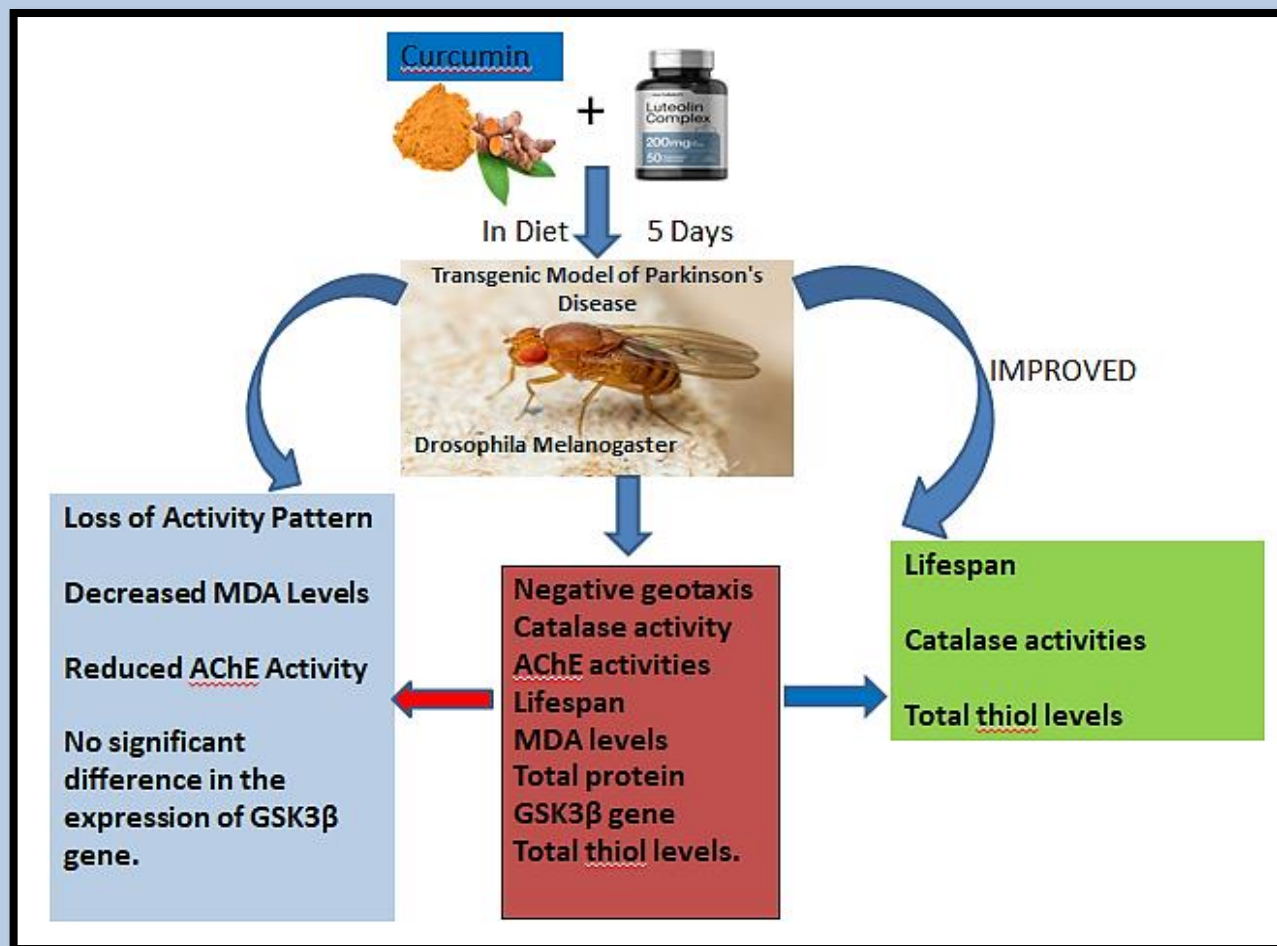 Curcumin
+
Luteolin
Complex
200mg
50
In Diet
5 Days
Transgenic Model of Parkinson's
Disease
Drosophila Melanogaster
IMPROVED
Loss of Activity Pattern
Decreased MDA Levels
Reduced AChE Activity
No significant
difference in the
expression of GSK3β
gene.
Negative geotaxis
Catalase activity
AChE activities
Lifespan
MDA levels
Total protein
GSK3β gene
Total thiol levels.
Lifespan
Catalase activities
Total thiol levels